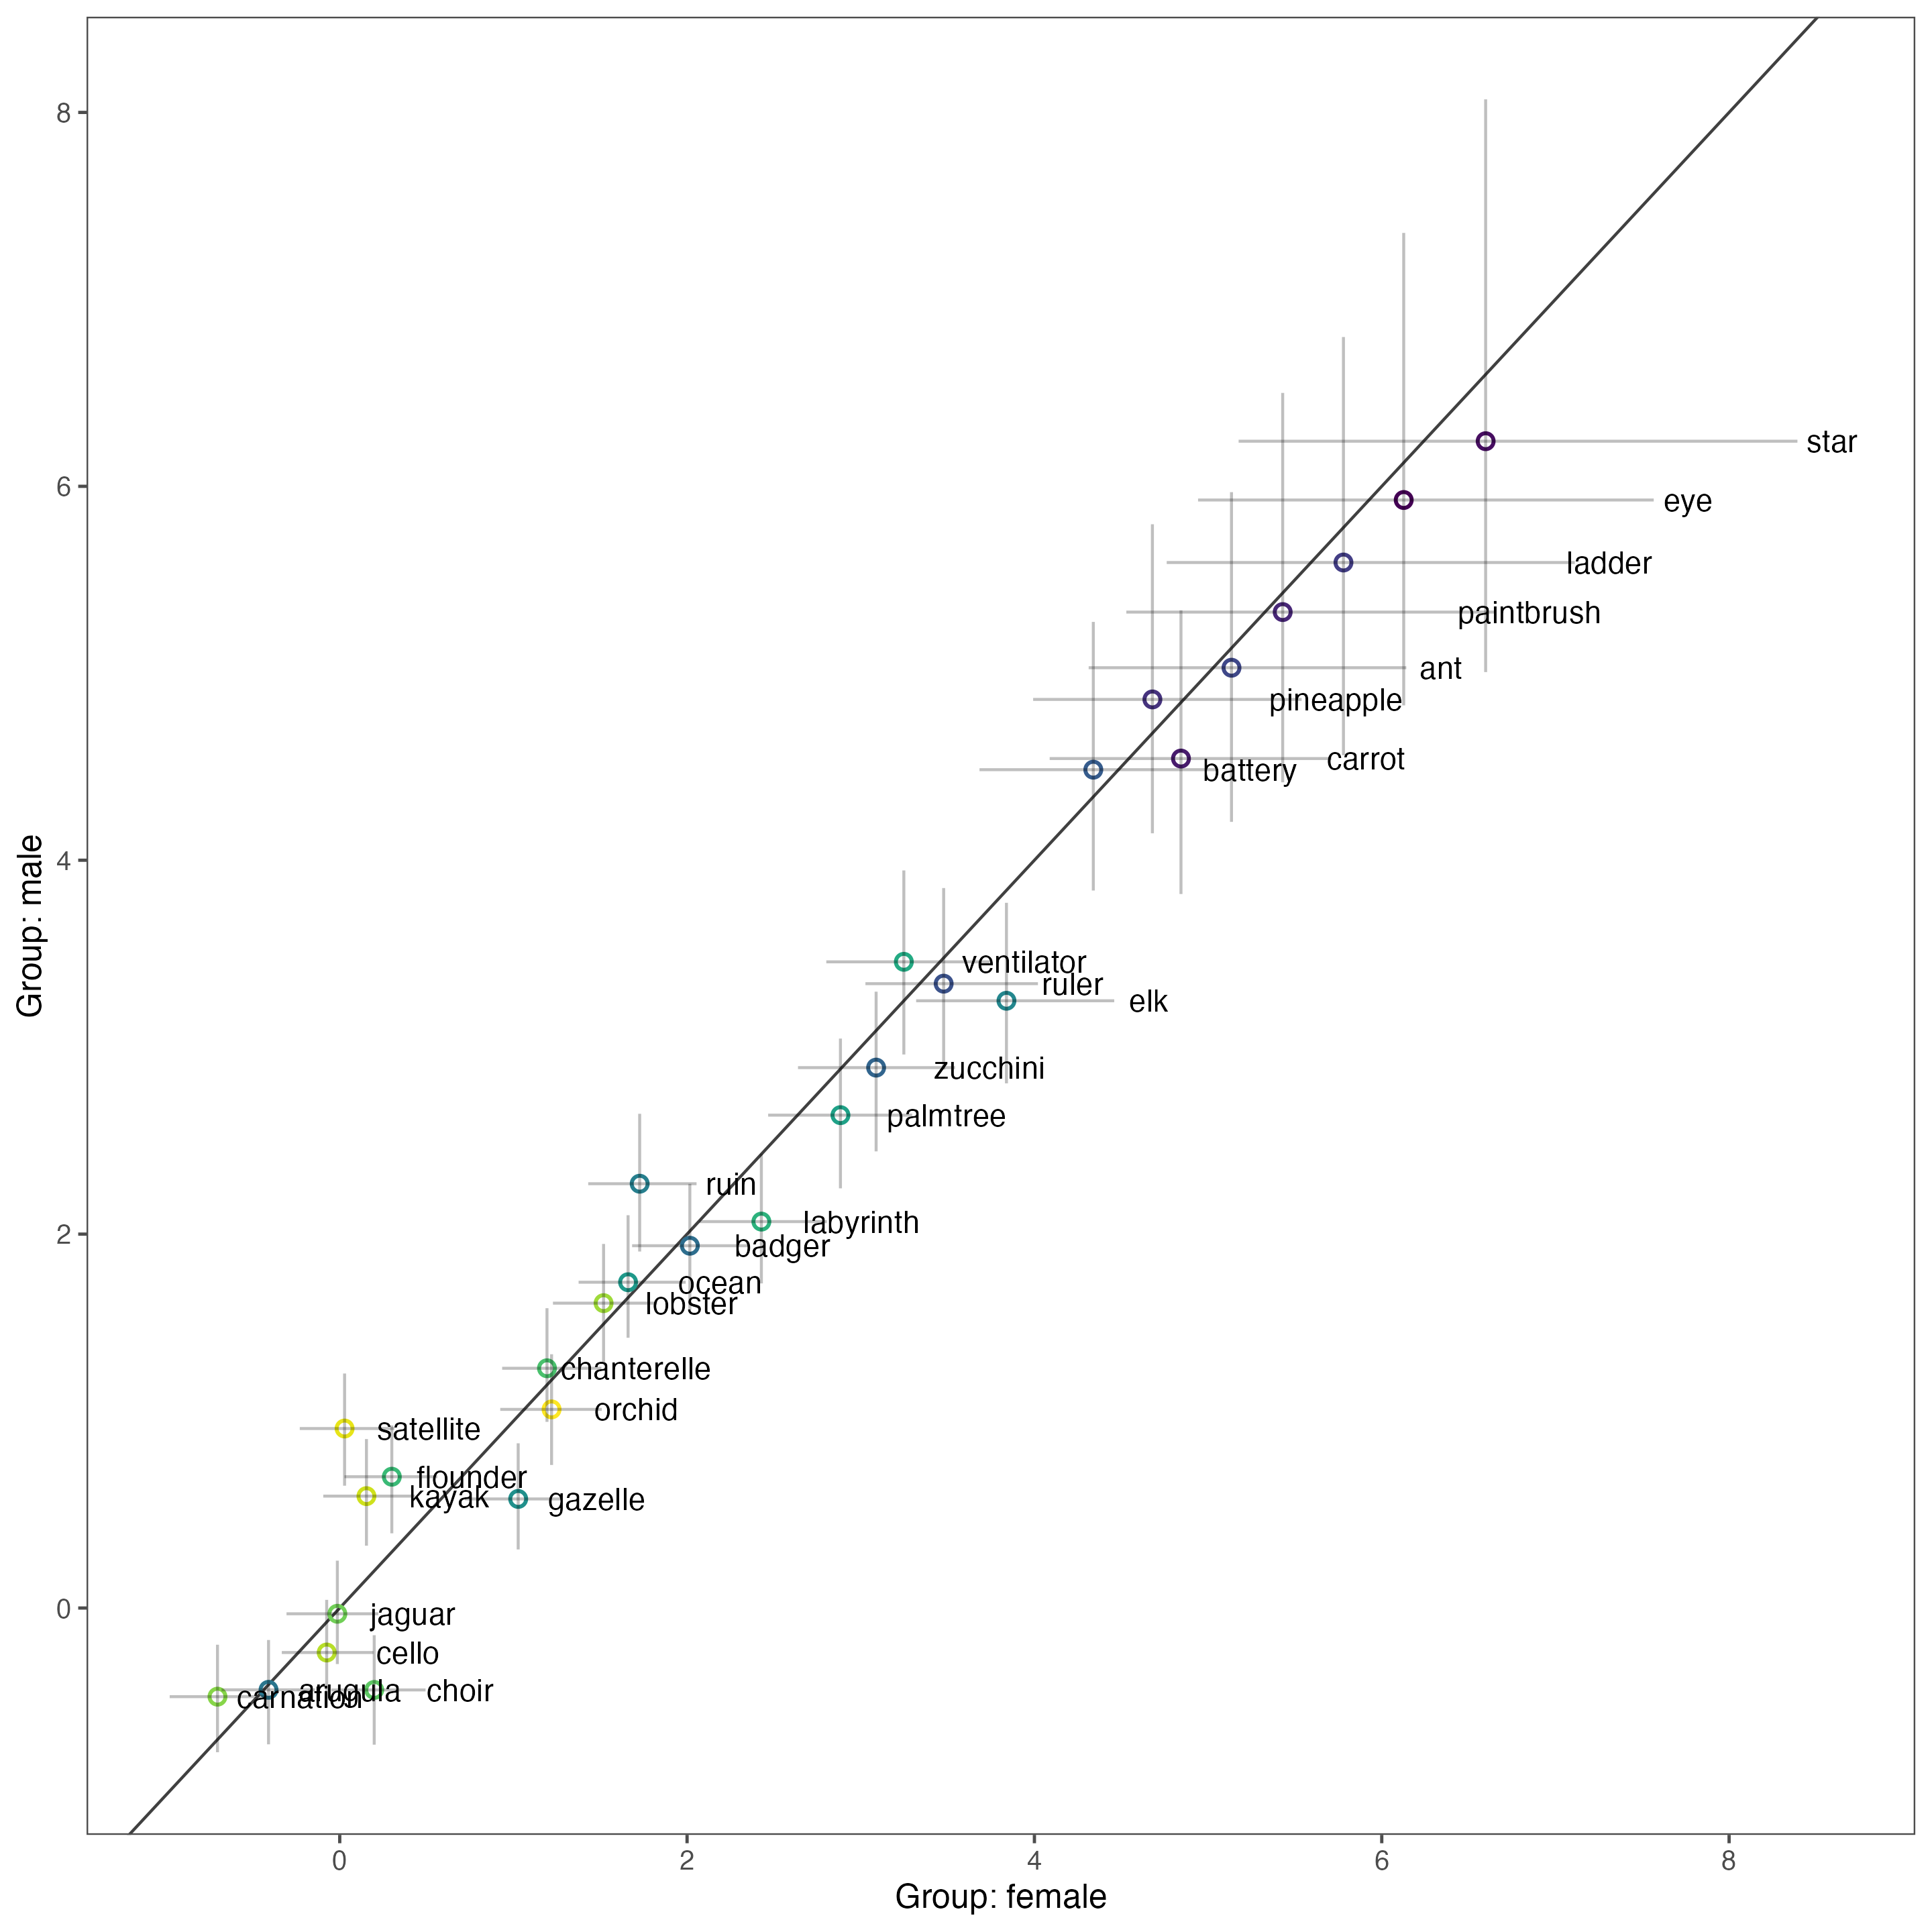 8
star
eye
6
ladder
paintbrush
ant
pineapple
carrot
battery
4
Group: male
ventilator
ruler
elk
zucchini
palmtree
ruin
labyrinth
2
badger
ocean
lobster
chanterelle
orchid
satellite
flounder
kayak
gazelle
0
jaguar
cello
arugula
choir
carnation
0 2 4 6 8
Group: female